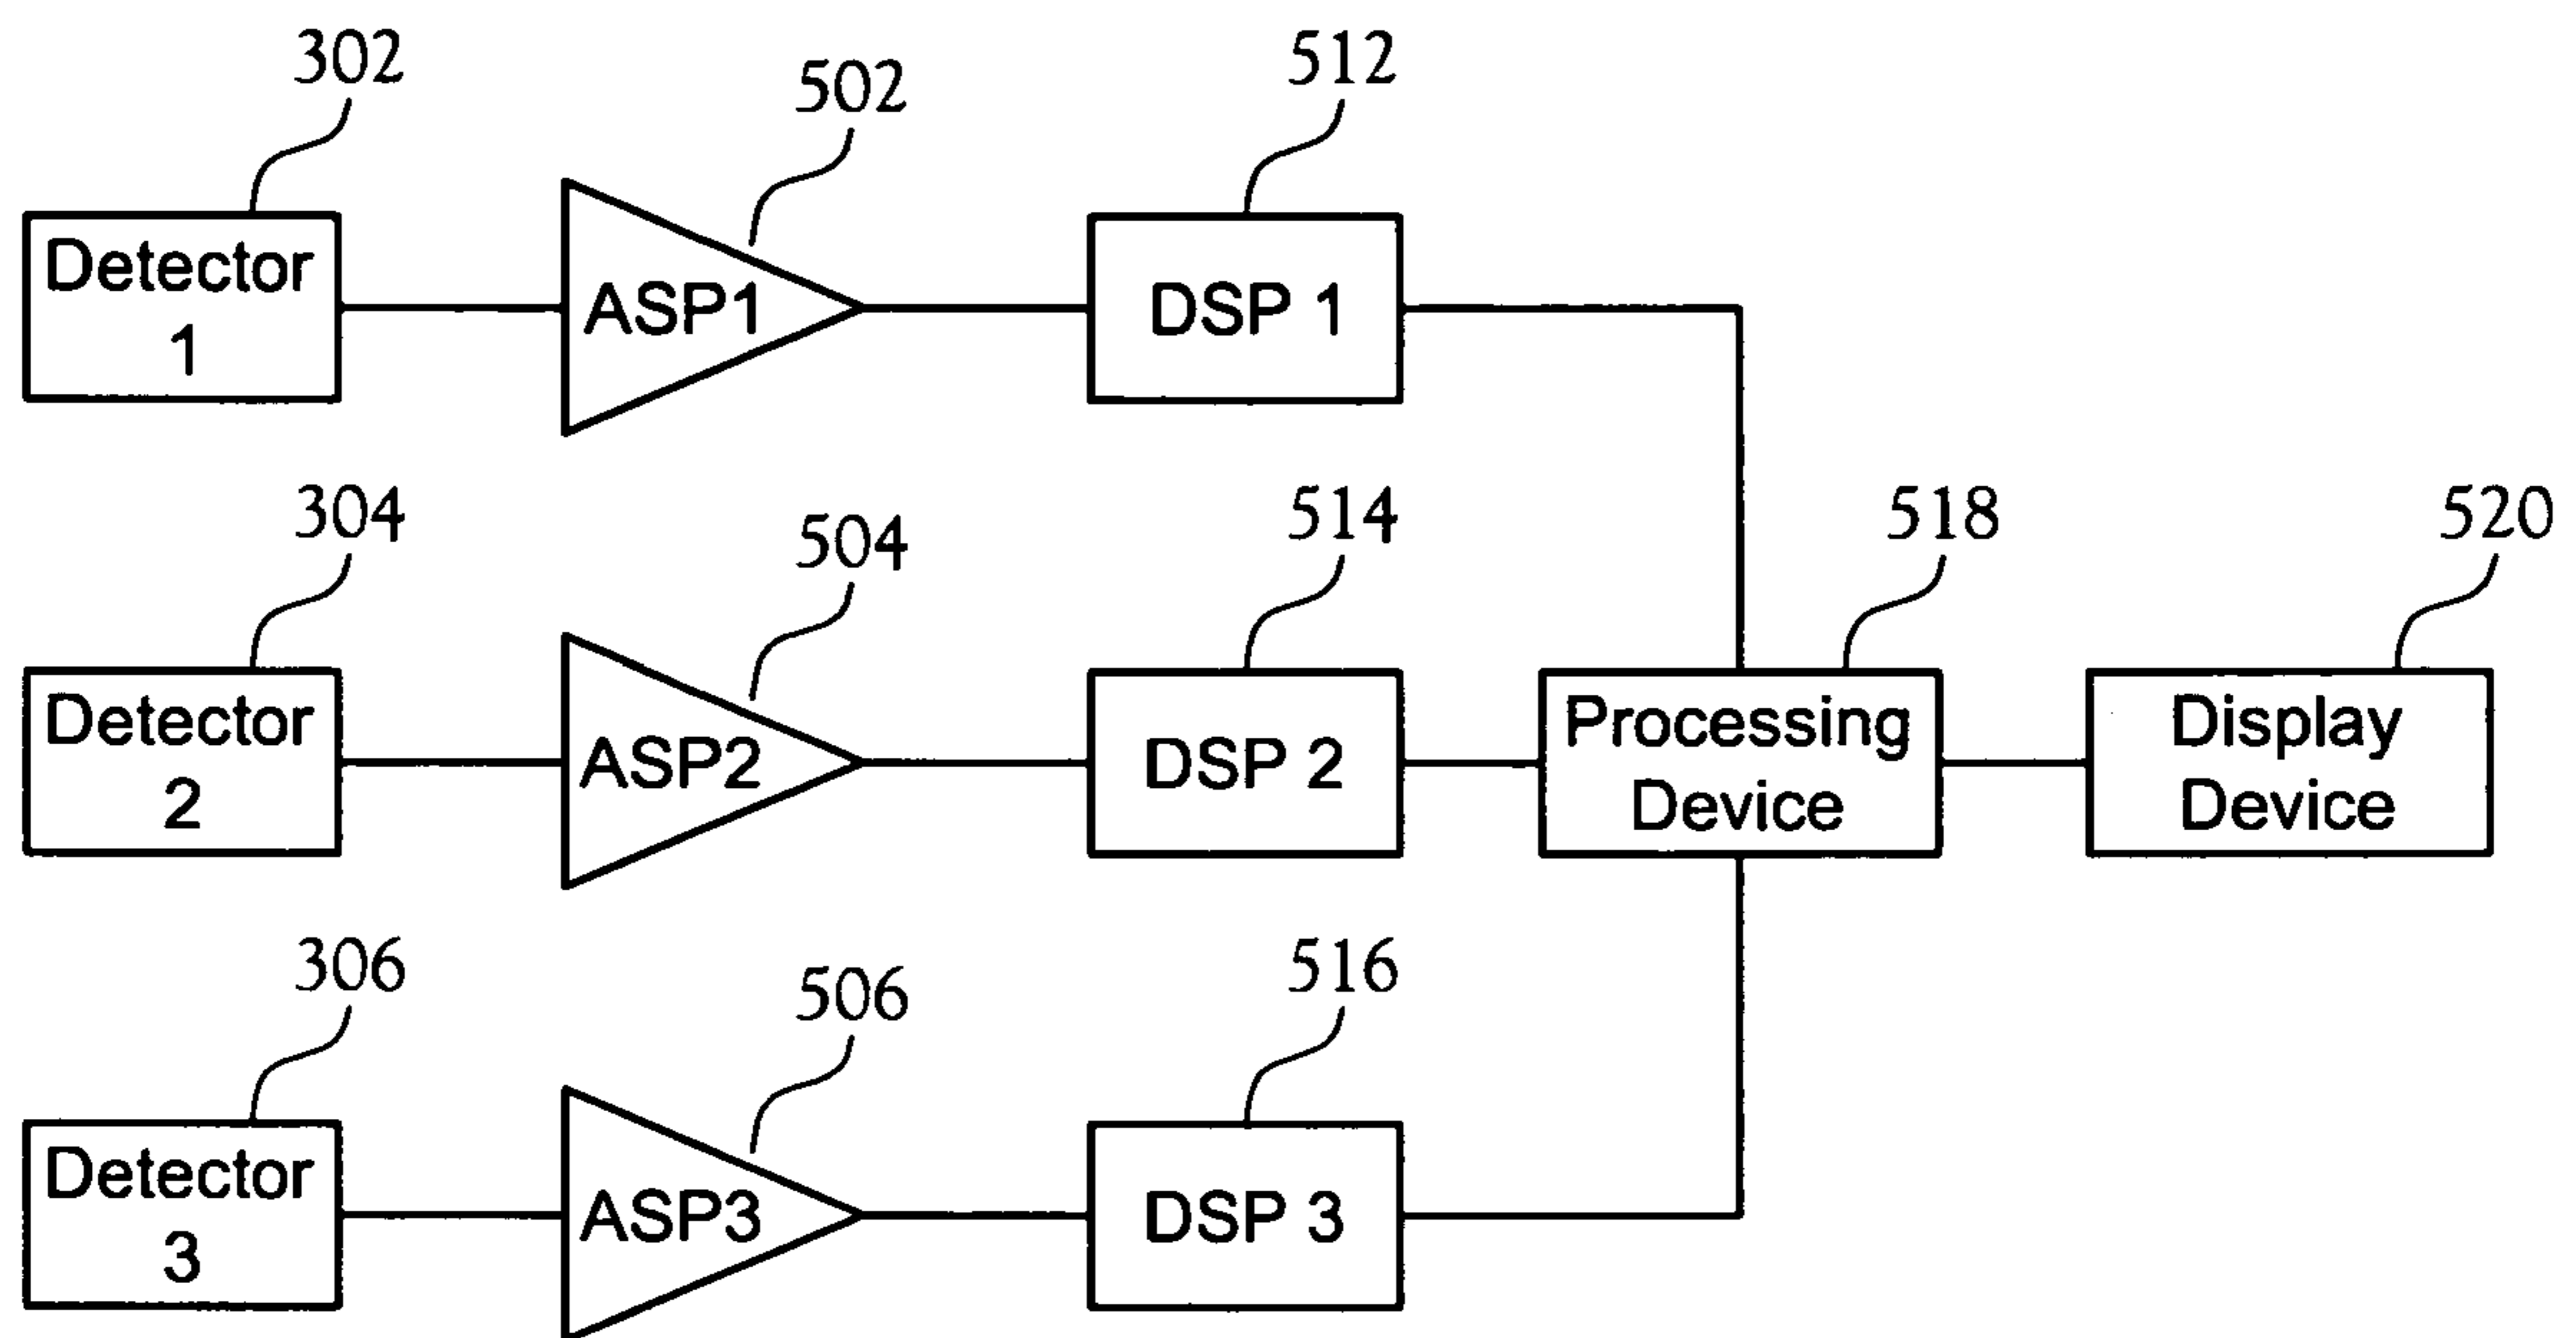 302
502
512
Detector
1
ASP1
DSP 1
304
504
514
518
520
Detector
2
ASP2
DSP 2
Processing
Device
Display
Device
306
506
516
Detector
3
ASP3
DSP 3